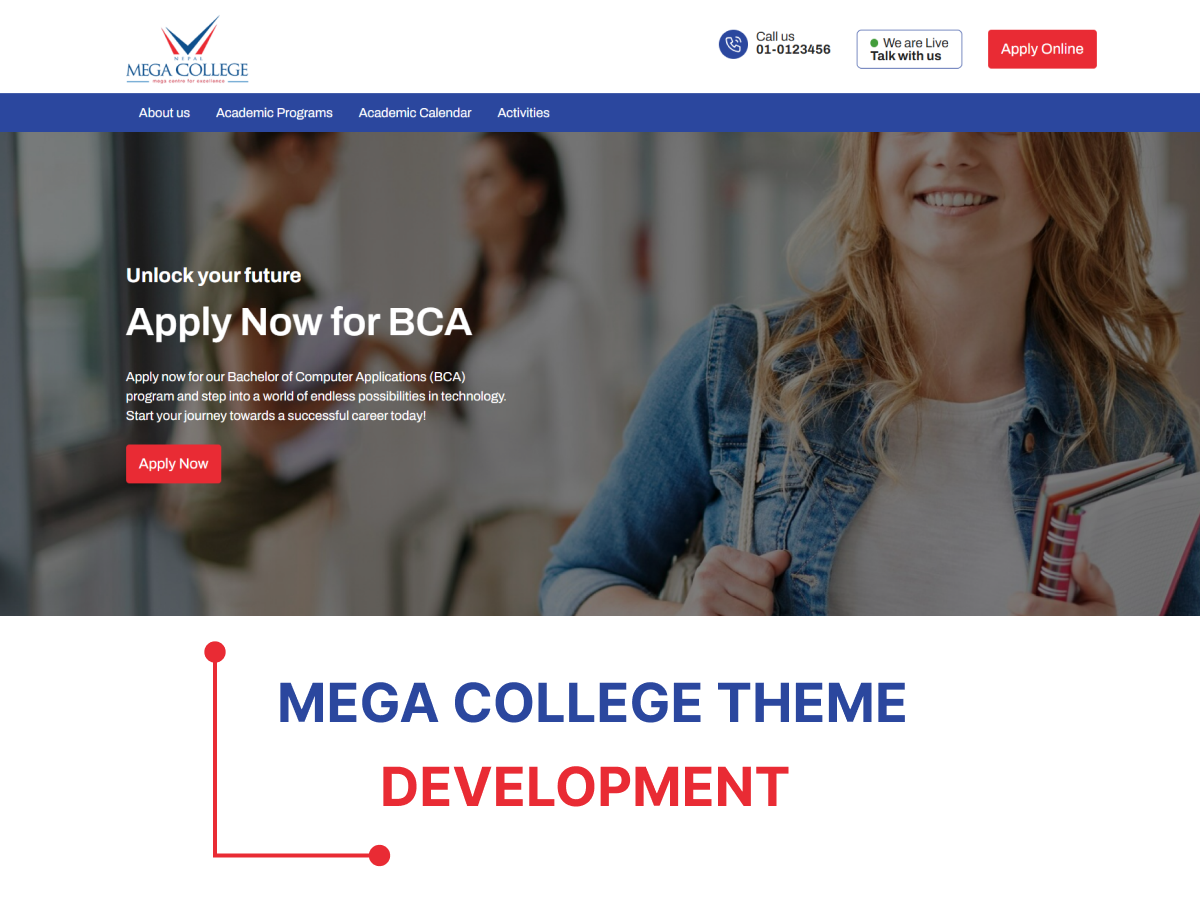 NEPAL
MEGA COLLEGE
mega centre for excellence
Call us
01-0123456
We are Live
Talk with us
Apply Online
About us
Academic Programs
Academic Calendar
Activities
Unlock your future
Apply Now for BCA
Apply now for our Bachelor of Computer Applications (BCA)
program and step into a world of endless possibilities in technology.
Start your journey towards a successful career today!
Apply Now
MEGA COLLEGE THEME
DEVELOPMENT